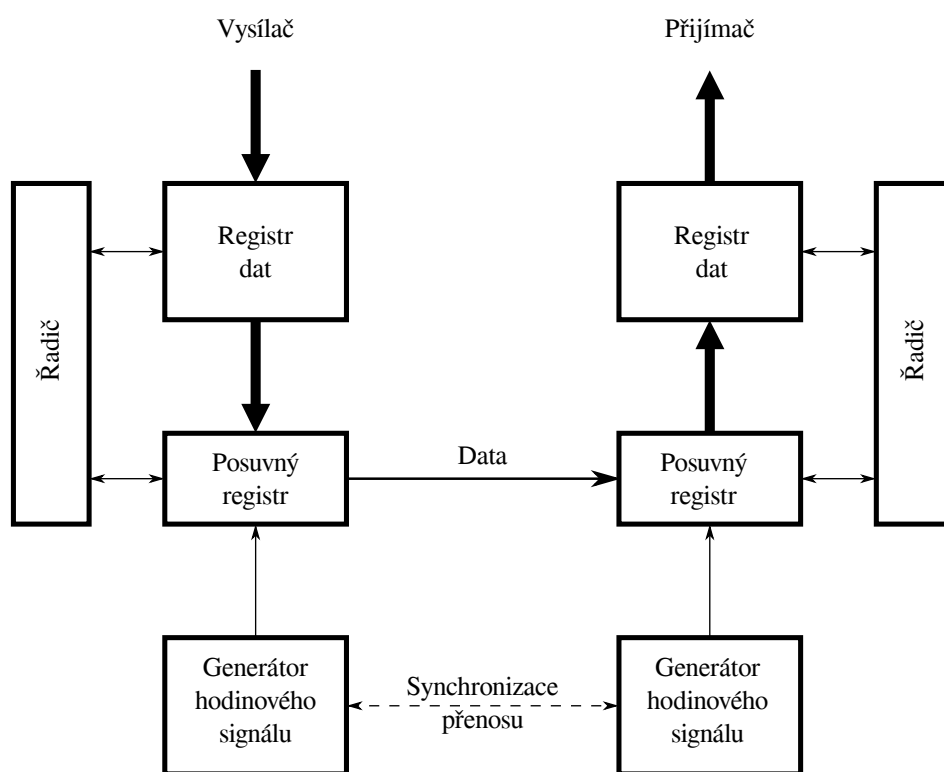 Vysílač
Přijímač
Registr
dat
Registr
dat
Řadič
Řadič
Posuvný
registr
Data
Posuvný
registr
Generátor
hodinového
signálu
Synchronizace
přenosu
Generátor
hodinového
signálu